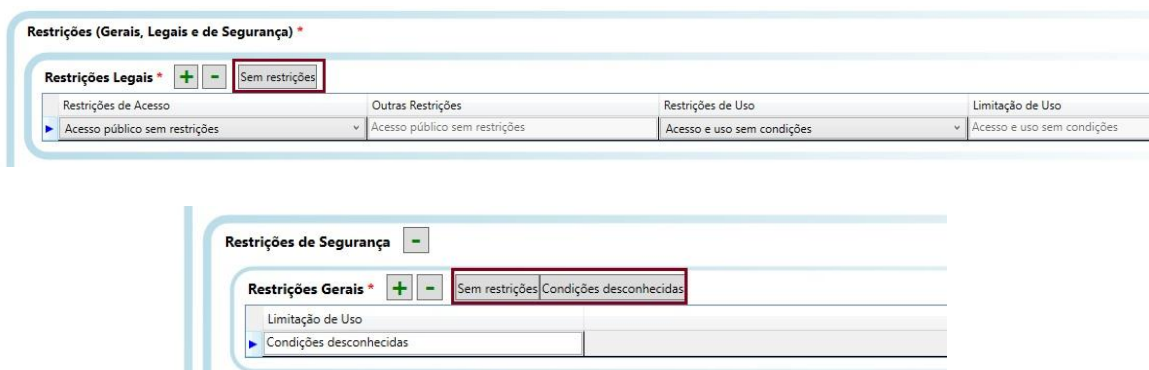 Restrições (Gerais, Legais e de Segurança) *
Restrições Legais * + - Sem restrições
Restrições de Acesso Outras Restrições Restrições de Uso Limitação de Uso
Acesso público sem restrições Acesso público sem restrições Acesso e uso sem condições Acesso e uso sem condições
Restrições de Segurança -
Restrições Gerais * + - Sem restrições Condições desconhecidas
Limitação de Uso
Condições desconhecidas